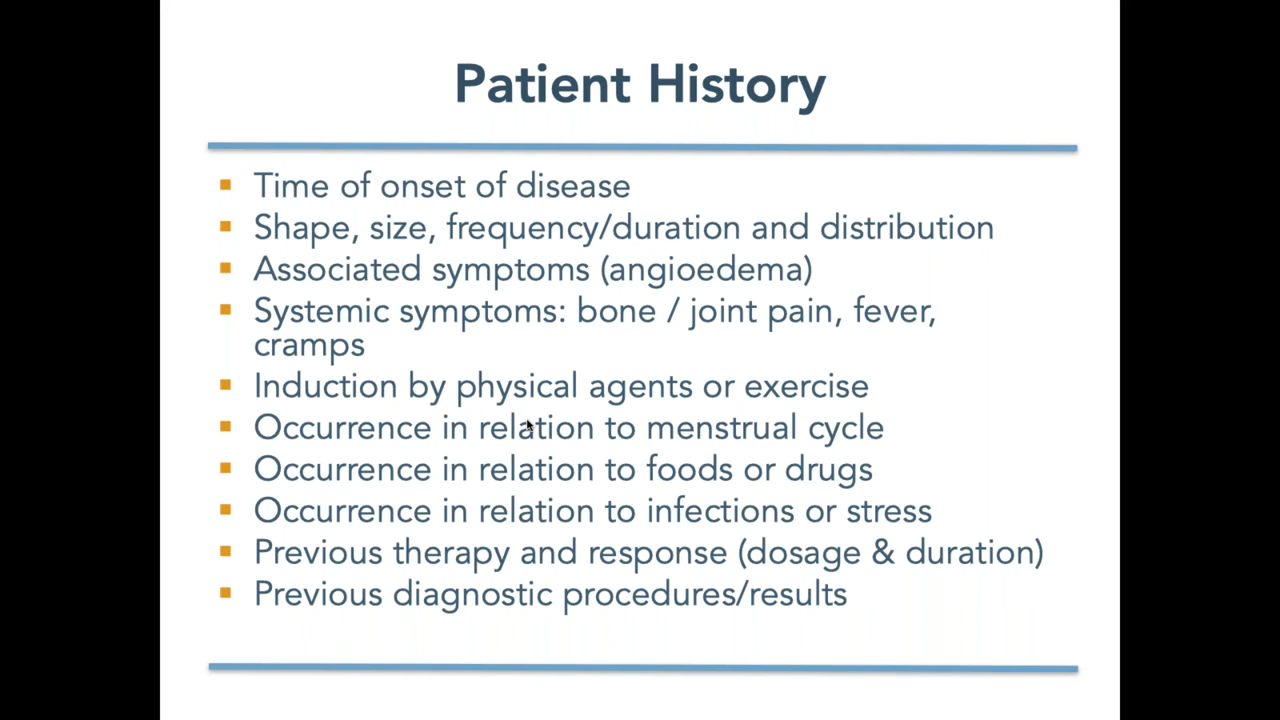 Patient History
Time of onset of disease
Shape, size, frequency/duration and distribution
Associated symptoms (angioedema)
Systemic symptoms: bone / joint pain, fever,
cramps
Induction by physical agents or exercise
Occurrence in relation to menstrual cycle
Occurrence in relation to foods or drugs
Occurrence in relation to infections or stress
Previous therapy and response (dosage & duration)
Previous diagnostic procedures/results